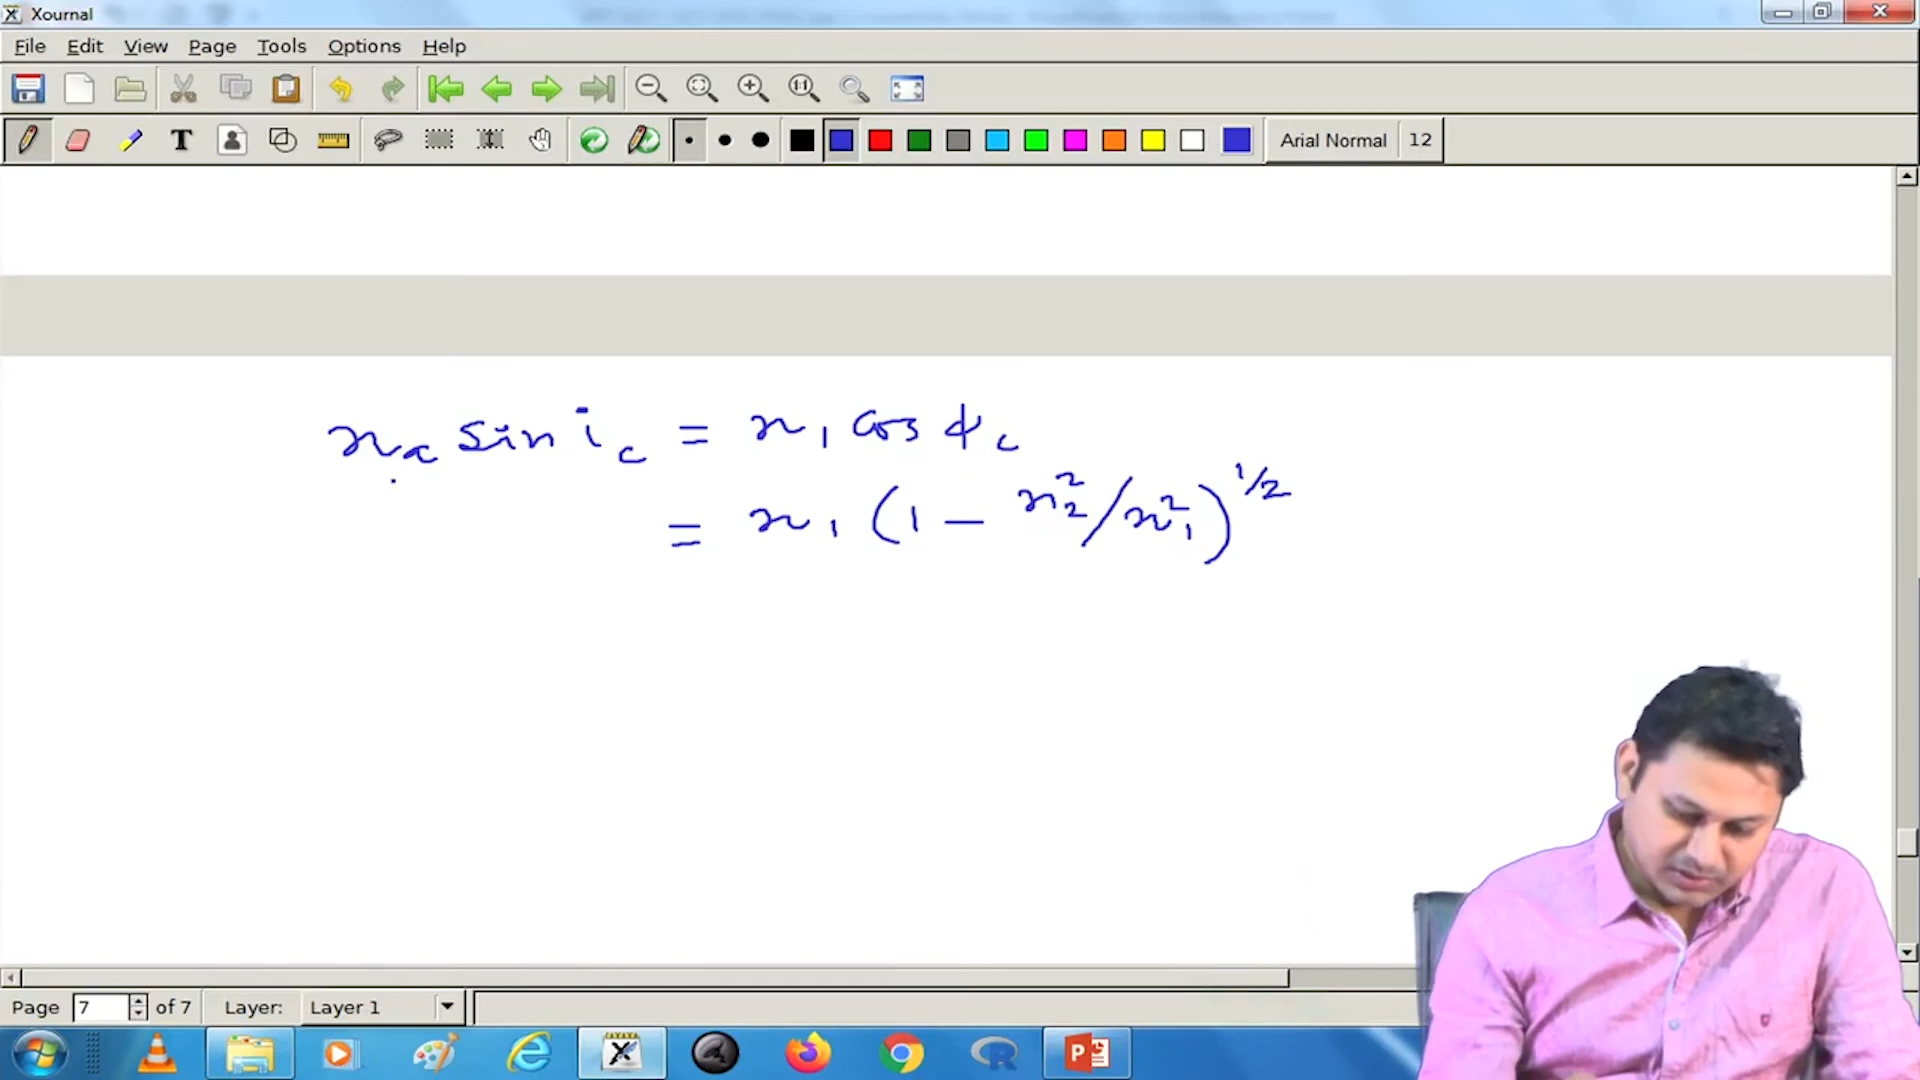 Xournal
File Edit View Page Tools Options Help
T Arial Normal 12
n_a sin i_c = n_1 cos ϕ_c
= n_1 (1 - n_2^2/n_1^2)^{1/2}
Page 7 of 7 Layer: Layer 1